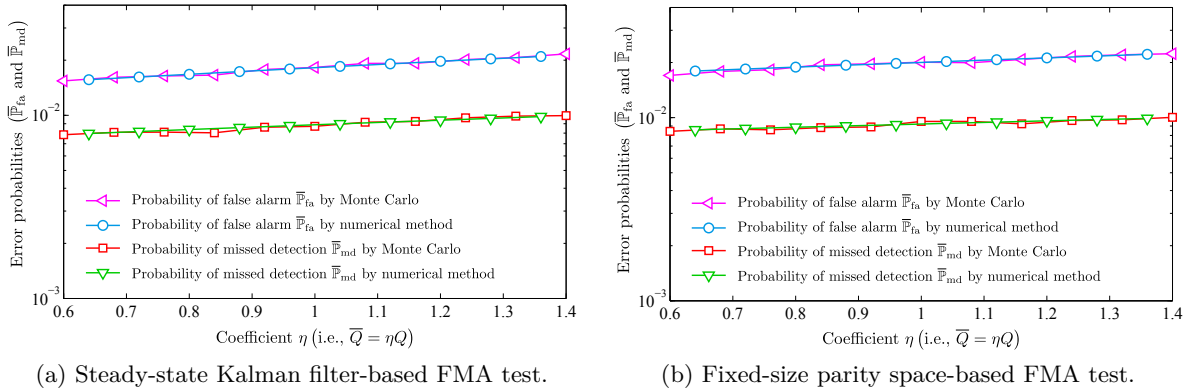 Error probabilities (ℙ̅fa and ℙ̅md)
10⁻²
10⁻³
Probability of false alarm ℙ̅fa by Monte Carlo
Probability of false alarm ℙ̅fa by numerical method
Probability of missed detection ℙ̅md by Monte Carlo
Probability of missed detection ℙ̅md by numerical method
0.6 0.7 0.8 0.9 1 1.1 1.2 1.3 1.4
Coefficient η (i.e., Q̅ = ηQ)
(a) Steady-state Kalman filter-based FMA test.
Error probabilities (ℙ̅fa and ℙ̅md)
10⁻²
10⁻³
Probability of false alarm ℙ̅fa by Monte Carlo
Probability of false alarm ℙ̅fa by numerical method
Probability of missed detection ℙ̅md by Monte Carlo
Probability of missed detection ℙ̅md by numerical method
0.6 0.7 0.8 0.9 1 1.1 1.2 1.3 1.4
Coefficient η (i.e., Q̅ = ηQ)
(b) Fixed-size parity space-based FMA test.